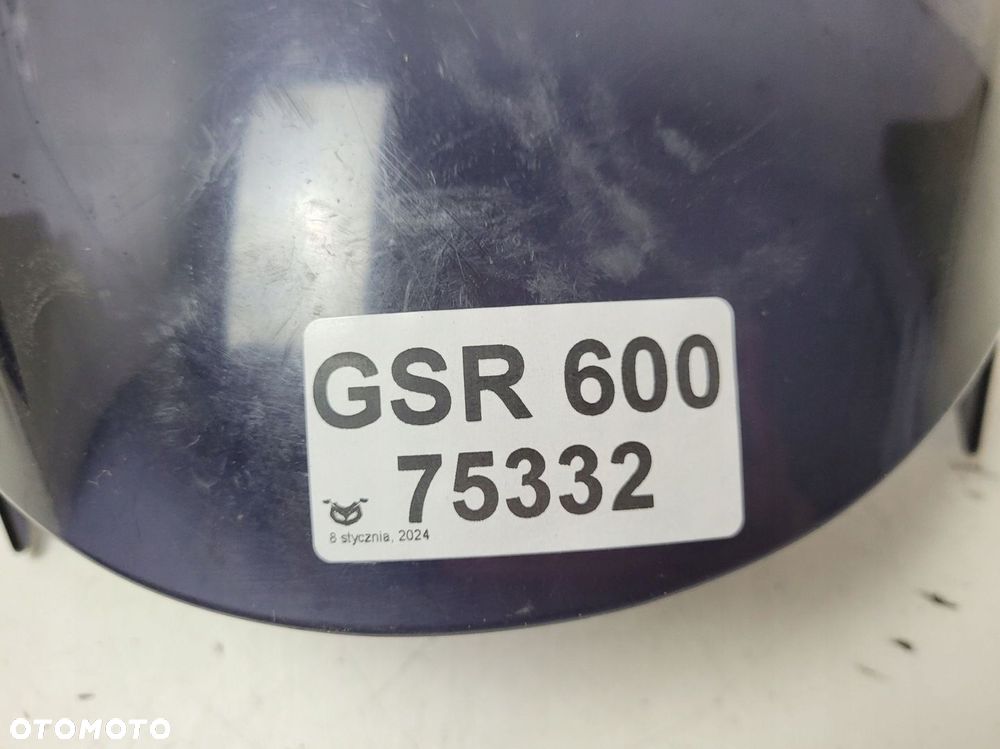 GSR 600
75332
8 stycznia, 2024
OTOMOTO